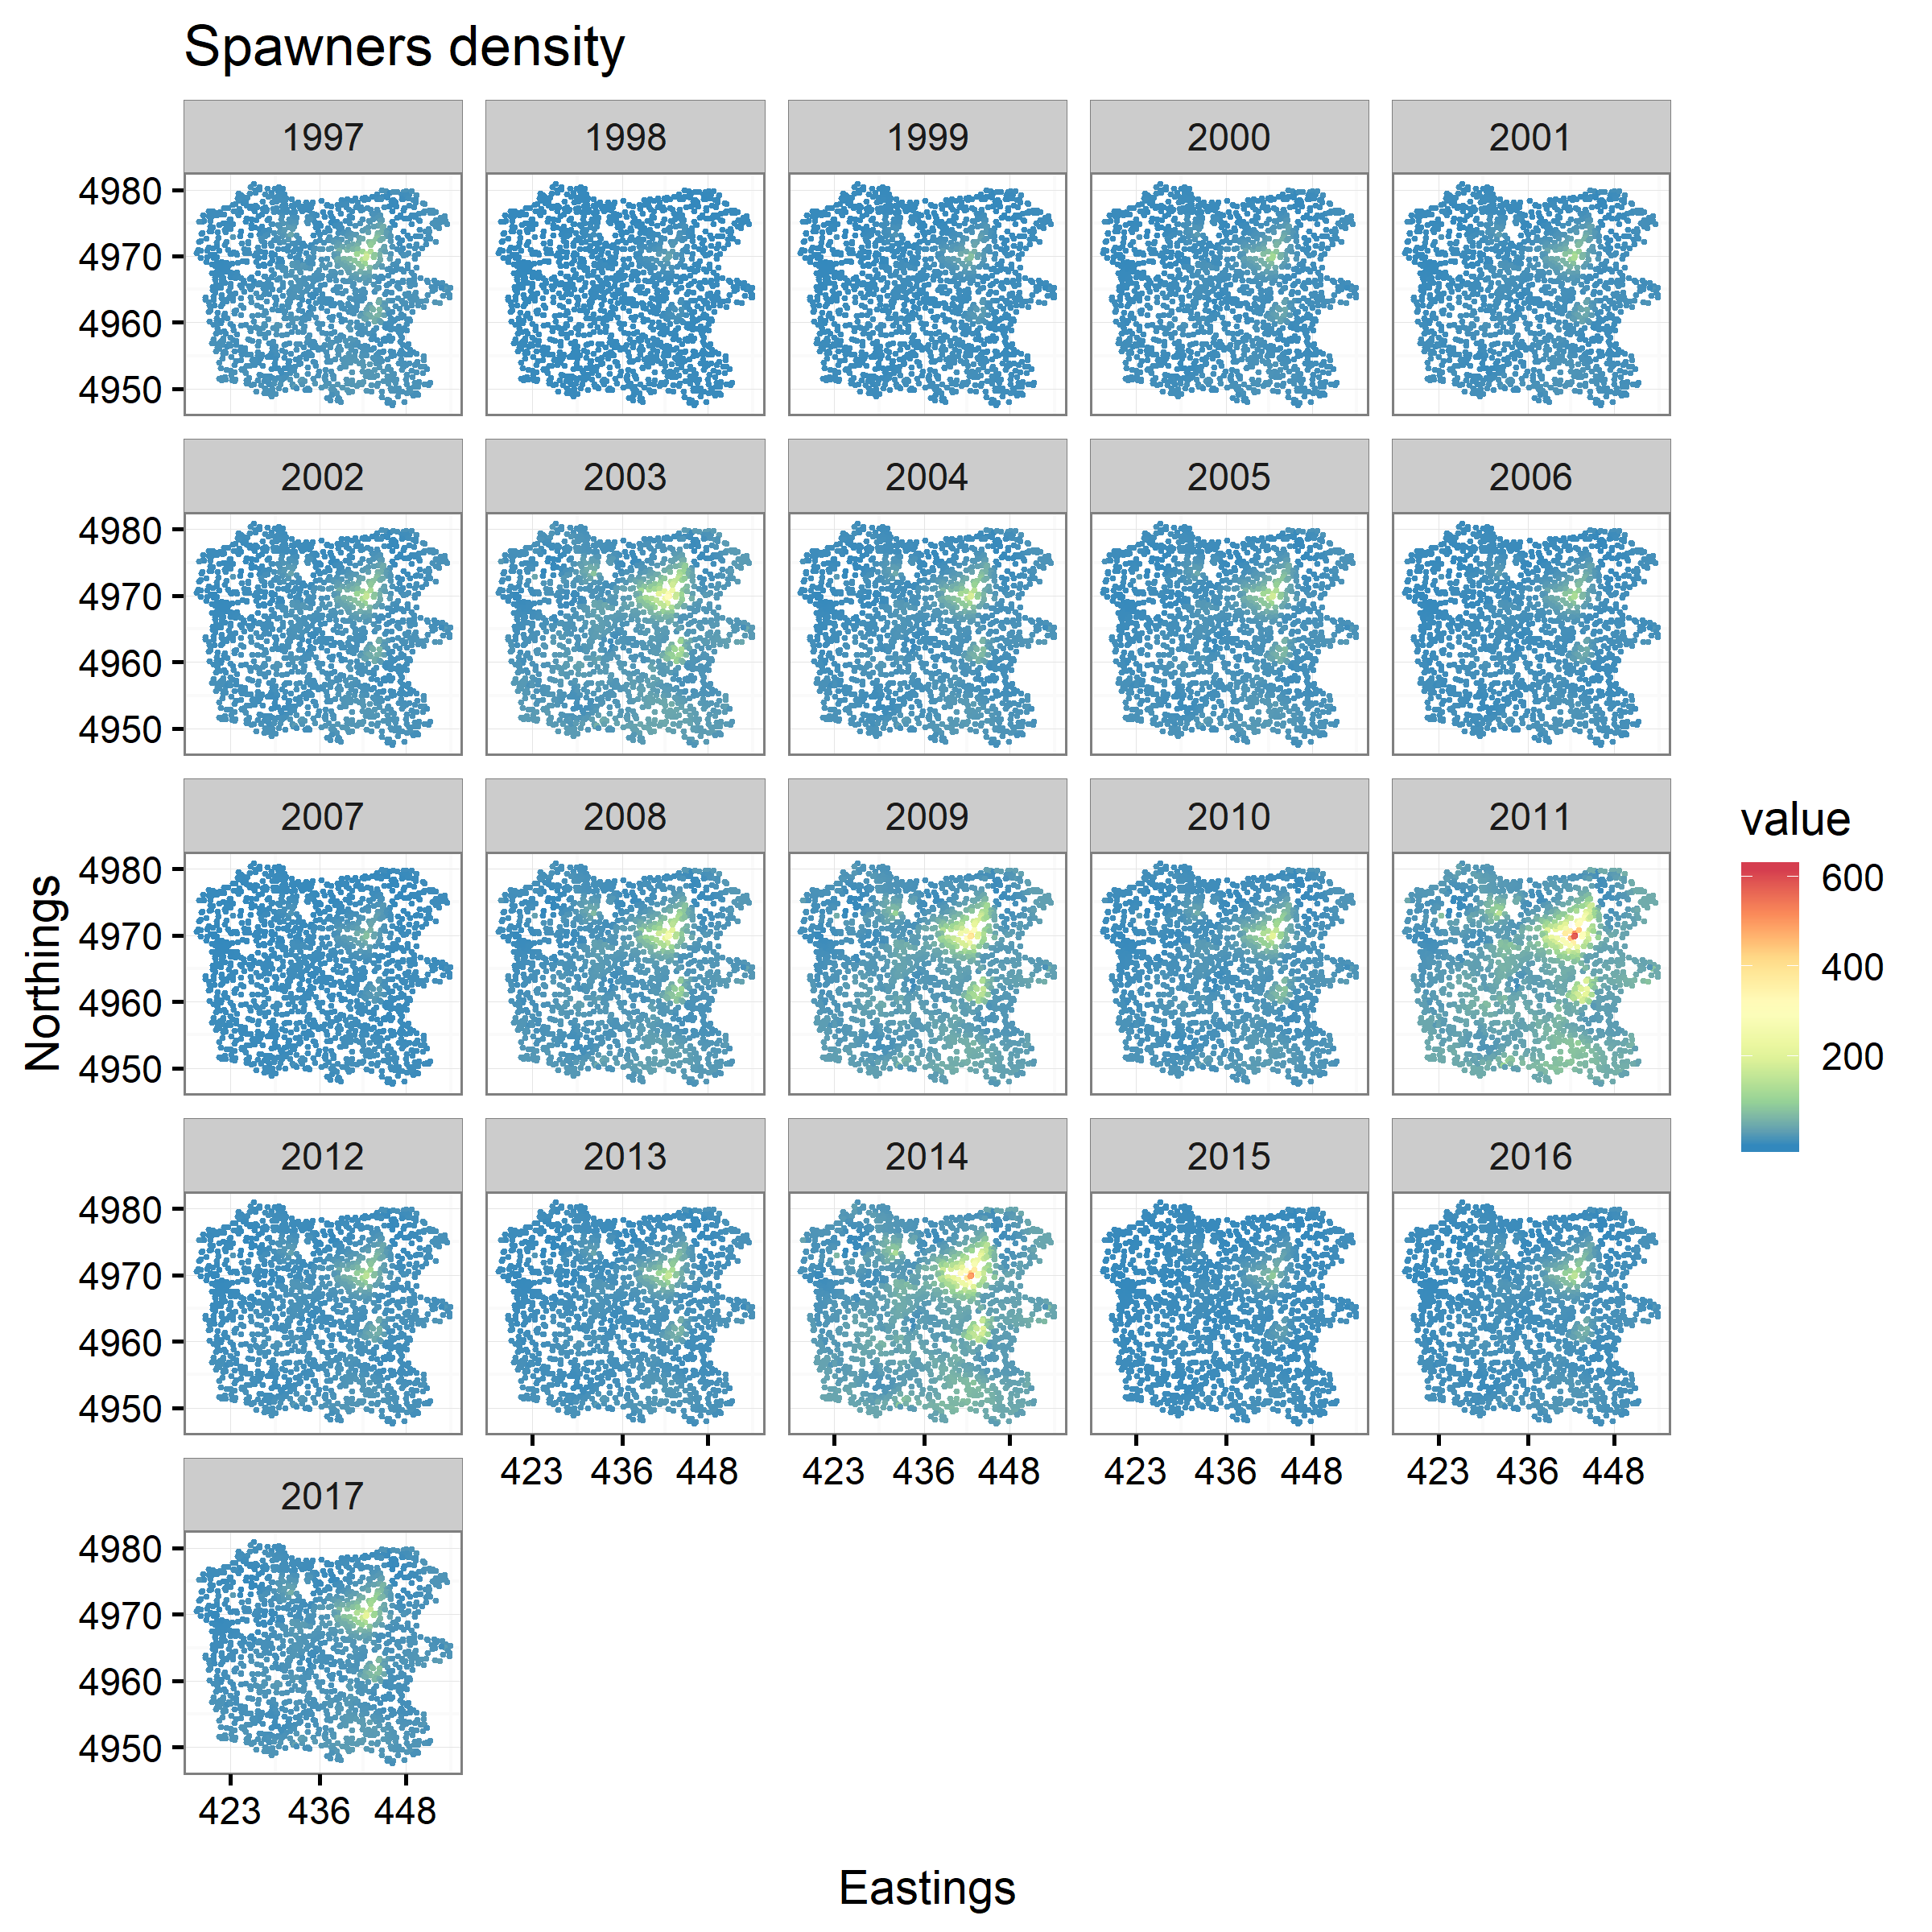 Spawners density
1997 1998 1999 2000 2001
4980
4970
4960
4950
2002 2003 2004 2005 2006
4980
4970
4960
4950
2007 2008 2009 2010 2011
4980
4970
4960
4950
2012 2013 2014 2015 2016
4980
4970
4960
4950
423 436 448 423 436 448 423 436 448 423 436 448
2017
4980
4970
4960
4950
423 436 448
Northings
Eastings
value
600
400
200